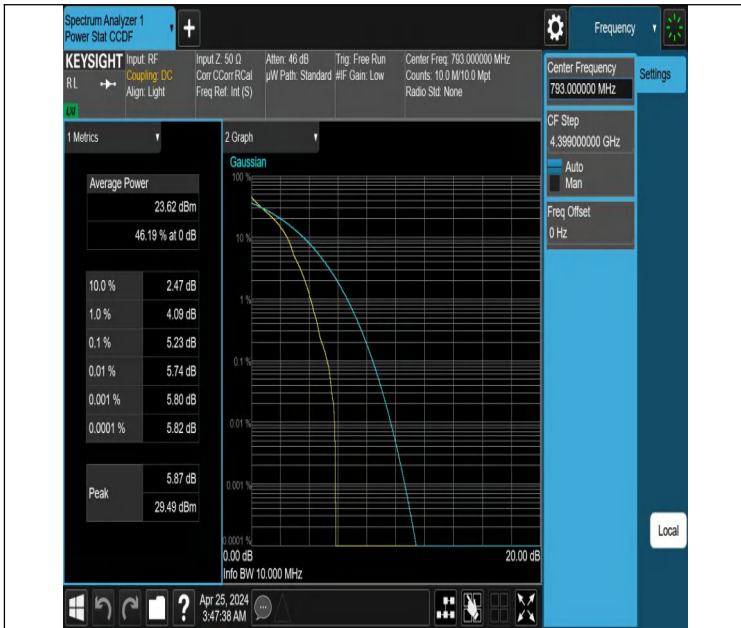 Spectrum Analyzer 1
Power Stat CCDF
+
Frequency
KEYSIGHT
RL
Input: RF
Coupling: DC
Align: Light
Input Z: 50 Ω
Corr CCorr RCal
Freq Ref: Int (S)
Atten: 46 dB
µW Path: Standard
Trig: Free Run
#IF Gain: Low
Center Freq: 793.000000 MHz
Counts: 10.0 M/10.0 Mpt
Radio Std: None
Center Frequency
793.000000 MHz
Settings
CF Step
4.399000000 GHz
Auto
Man
Freq Offset
0 Hz
1 Metrics
Average Power
23.62 dBm
46.19 % at 0 dB
10.0 % 2.47 dB
1.0 % 4.09 dB
0.1 % 5.23 dB
0.01 % 5.74 dB
0.001 % 5.80 dB
0.0001 % 5.82 dB
Peak
5.87 dB
29.49 dBm
2 Graph
Gaussian
100 %
10 %
1 %
0.1 %
0.01 %
0.001 %
0.0001 %
0.00 dB 20.00 dB
Info BW 10.000 MHz
Local
?
Apr 25, 2024
3:47:38 AM